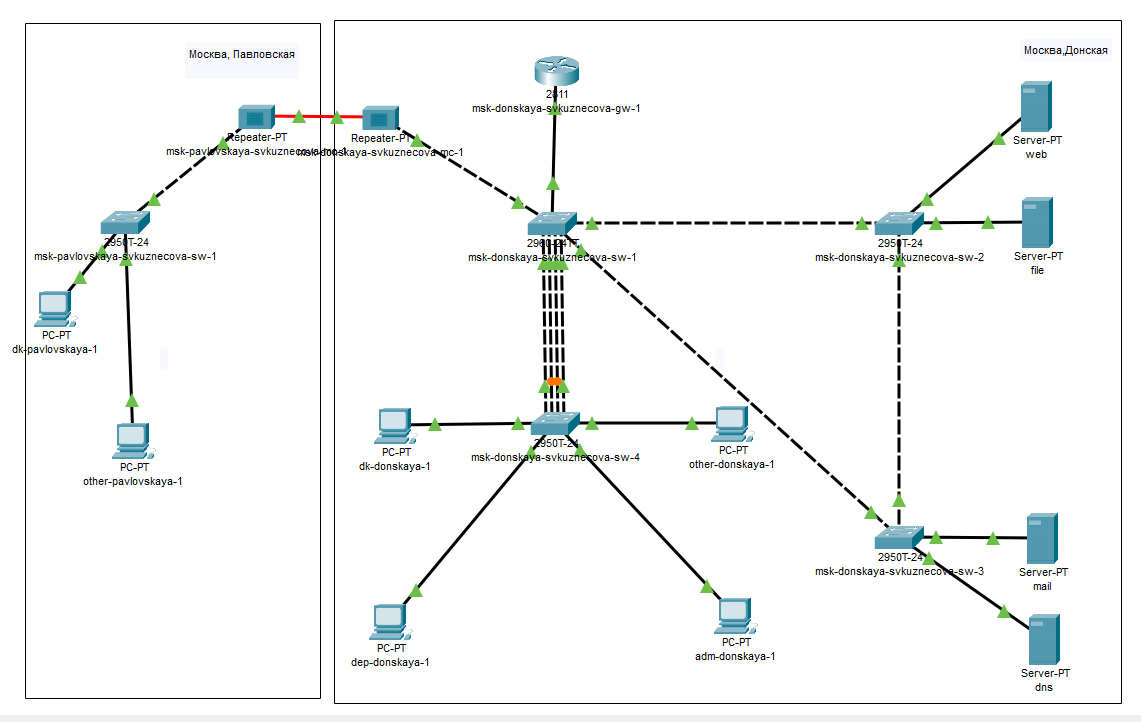 Москва, Павловская
Москва,Донская
2811
msk-donskaya-svkuznecova-gw-1
Repeater-PT
msk-pavlovskaya-svkuznecova-mc-1
Repeater-PT
msk-donskaya-svkuznecova-mc-1
Server-PT
web
2950T-24
msk-pavlovskaya-svkuznecova-sw-1
2960-24TT
msk-donskaya-svkuznecova-sw-1
2950T-24
msk-donskaya-svkuznecova-sw-2
Server-PT
file
PC-PT
dk-pavlovskaya-1
PC-PT
other-pavlovskaya-1
PC-PT
dk-donskaya-1
2950T-24
msk-donskaya-svkuznecova-sw-4
PC-PT
other-donskaya-1
2950T-24
msk-donskaya-svkuznecova-sw-3
Server-PT
mail
PC-PT
dep-donskaya-1
PC-PT
adm-donskaya-1
Server-PT
dns